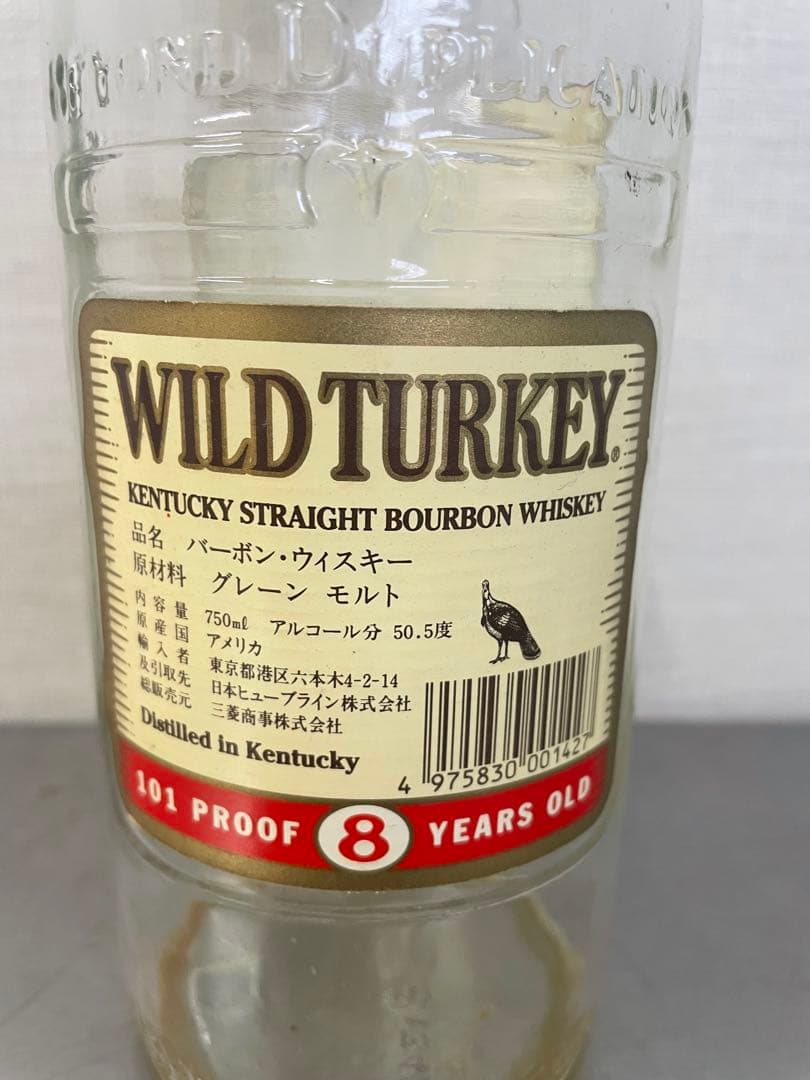 BEYOND DUPLICATION
WILD TURKEY®
KENTUCKY STRAIGHT BOURBON WHISKEY
品名 バーボン・ウィスキー
原材料 グレーン モルト
内容量 750㎖ アルコール分 50.5度
原産国 アメリカ
輸入者 東京都港区六本木4-2-14
及引取先 日本ヒューブライン株式会社
総販売元 三菱商事株式会社
Distilled in Kentucky
4 975830 001427
101 PROOF 8 YEARS OLD